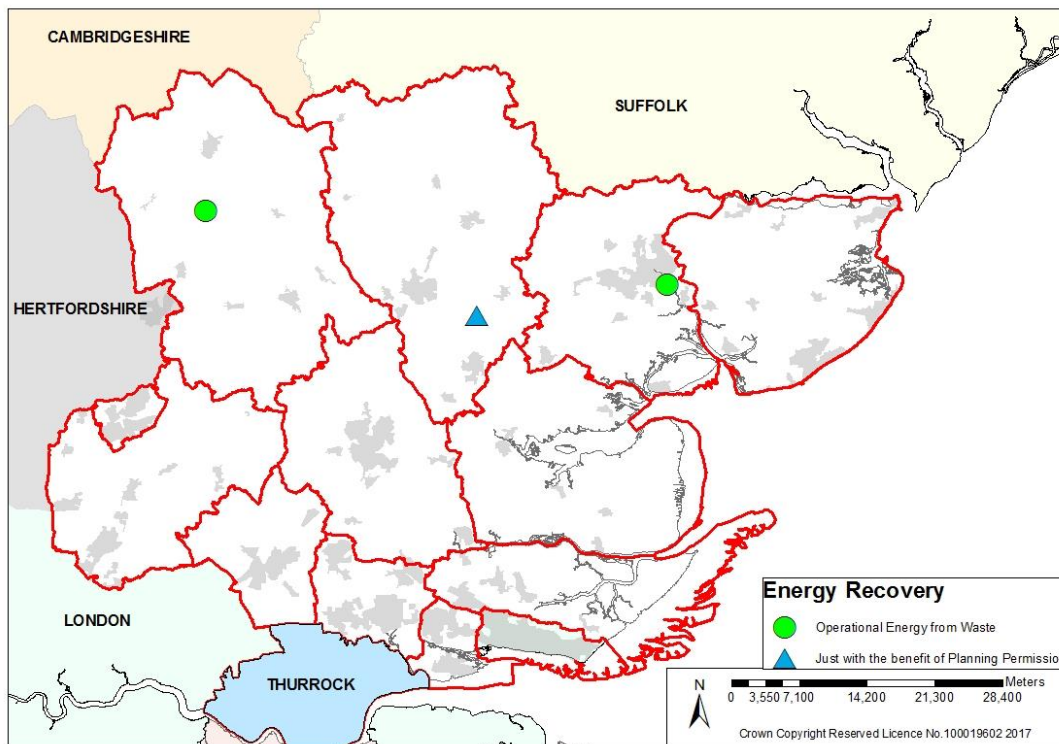 CAMBRIDGESHIRE
SUFFOLK
HERTFORDSHIRE
LONDON
THURROCK
Energy Recovery
Operational Energy from Waste
Just with the benefit of Planning Permissio
N
Meters
0 3,550 7,100 14,200 21,300 28,400
Crown Copyright Reserved Licence No.100019602 2017